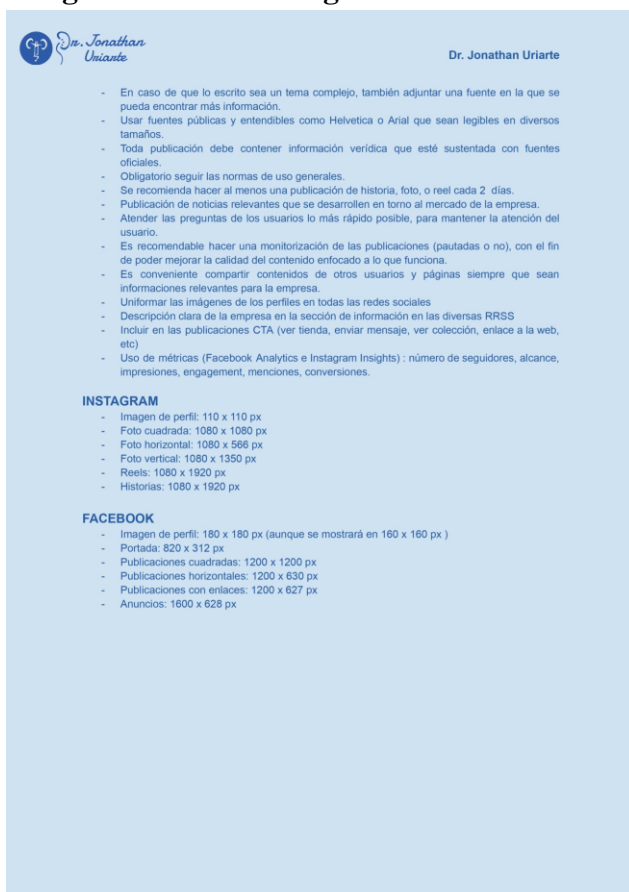 Dr. Jonathan
Uriarte
Dr. Jonathan Uriarte
- En caso de que lo escrito sea un tema complejo, también adjuntar una fuente en la que se
pueda encontrar más información.
- Usar fuentes públicas y entendibles como Helvetica o Arial que sean legibles en diversos
tamaños.
- Toda publicación debe contener información verídica que esté sustentada con fuentes
oficiales.
- Obligatorio seguir las normas de uso generales.
- Se recomienda hacer al menos una publicación de historia, foto, o reel cada 2 días.
- Publicación de noticias relevantes que se desarrollen en torno al mercado de la empresa.
- Atender las preguntas de los usuarios lo más rápido posible, para mantener la atención del
usuario.
- Es recomendable hacer una monitorización de las publicaciones (pautadas o no), con el fin
de poder mejorar la calidad del contenido enfocado a lo que funciona.
- Es conveniente compartir contenidos de otros usuarios y páginas siempre que sean
informaciones relevantes para la empresa.
- Uniformar las imágenes de los perfiles en todas las redes sociales
- Descripción clara de la empresa en la sección de información en las diversas RRSS
- Incluir en las publicaciones CTA (ver tienda, enviar mensaje, ver colección, enlace a la web,
etc)
- Uso de métricas (Facebook Analytics e Instagram Insights) : número de seguidores, alcance,
impresiones, engagement, menciones, conversiones.
INSTAGRAM
- Imagen de perfil: 110 x 110 px
- Foto cuadrada: 1080 x 1080 px
- Foto horizontal: 1080 x 566 px
- Foto vertical: 1080 x 1350 px
- Reels: 1080 x 1920 px
- Historias: 1080 x 1920 px
FACEBOOK
- Imagen de perfil: 180 x 180 px (aunque se mostrará en 160 x 160 px )
- Portada: 820 x 312 px
- Publicaciones cuadradas: 1200 x 1200 px
- Publicaciones horizontales: 1200 x 630 px
- Publicaciones con enlaces: 1200 x 627 px
- Anuncios: 1600 x 628 px